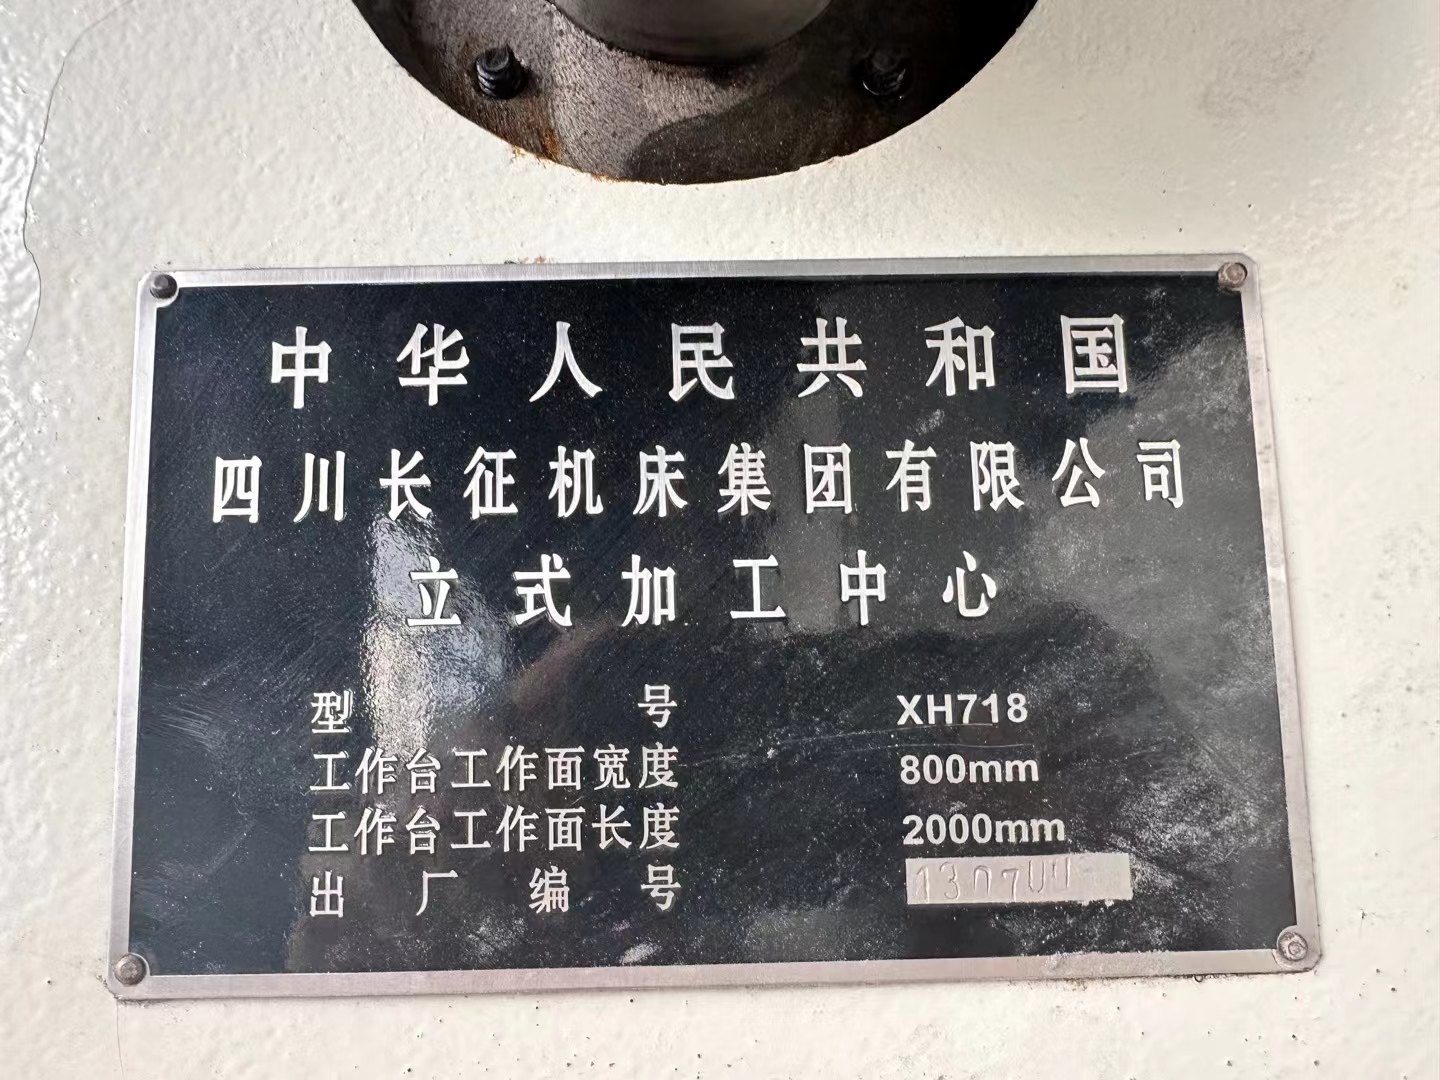 中华人民共和国
四川长征机床集团有限公司
立式加工中心
型号 XH718
工作台工作面宽度 800mm
工作台工作面长度 2000mm
出厂编号